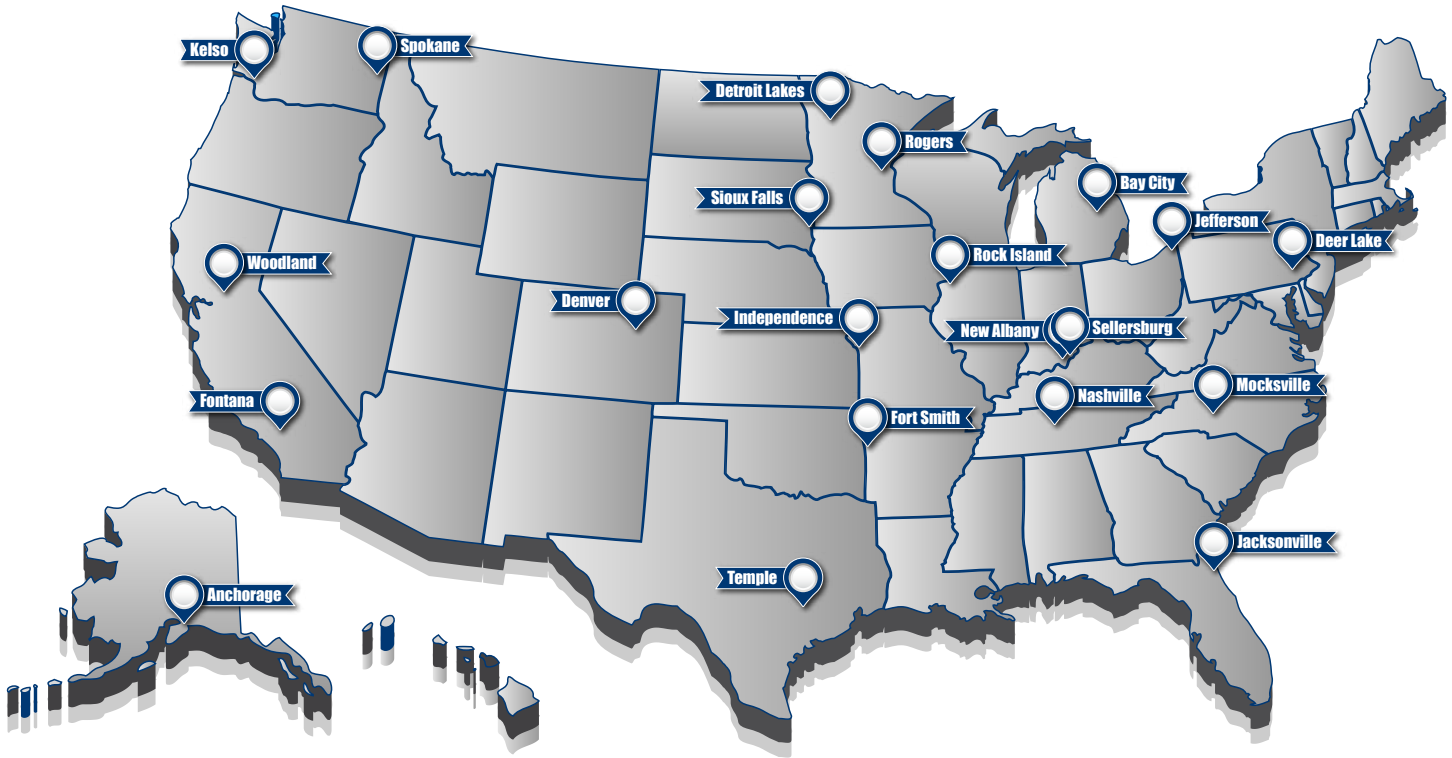 Kelso
Spokane
Detroit Lakes
Rogers
Bay City
Sioux Falls
Jefferson
Deer Lake
Rock Island
Woodland
Denver
Independence
New Albany
Sellersburg
Mocksville
Nashville
Fontana
Fort Smith
Jacksonville
Temple
Anchorage